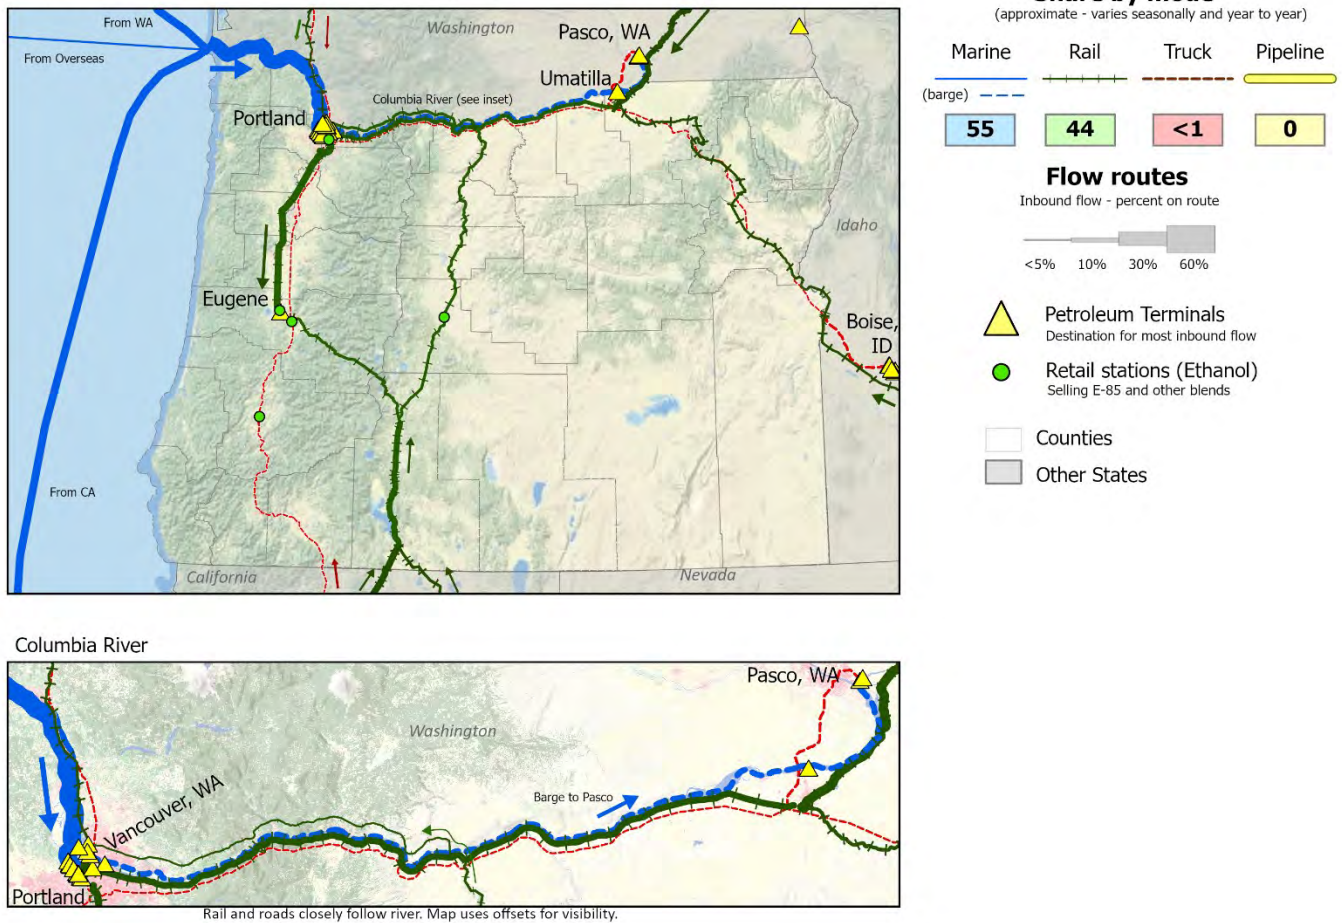 From WA
From Overseas
Washington
Pasco, WA
Umatilla
Columbia River (see inset)
Portland
Idaho
Eugene
Boise,
ID
From CA
California
Nevada
(approximate - varies seasonally and year to year)
Marine
Rail
Truck
Pipeline
(barge)
55
44
<1
0
Flow routes
Inbound flow - percent on route
<5%
10%
30%
60%
Petroleum Terminals
Destination for most inbound flow
Retail stations (Ethanol)
Selling E-85 and other blends
Counties
Other States
Columbia River
Pasco, WA
Washington
Vancouver, WA
Barge to Pasco
Portland
Rail and roads closely follow river. Map uses offsets for visibility.